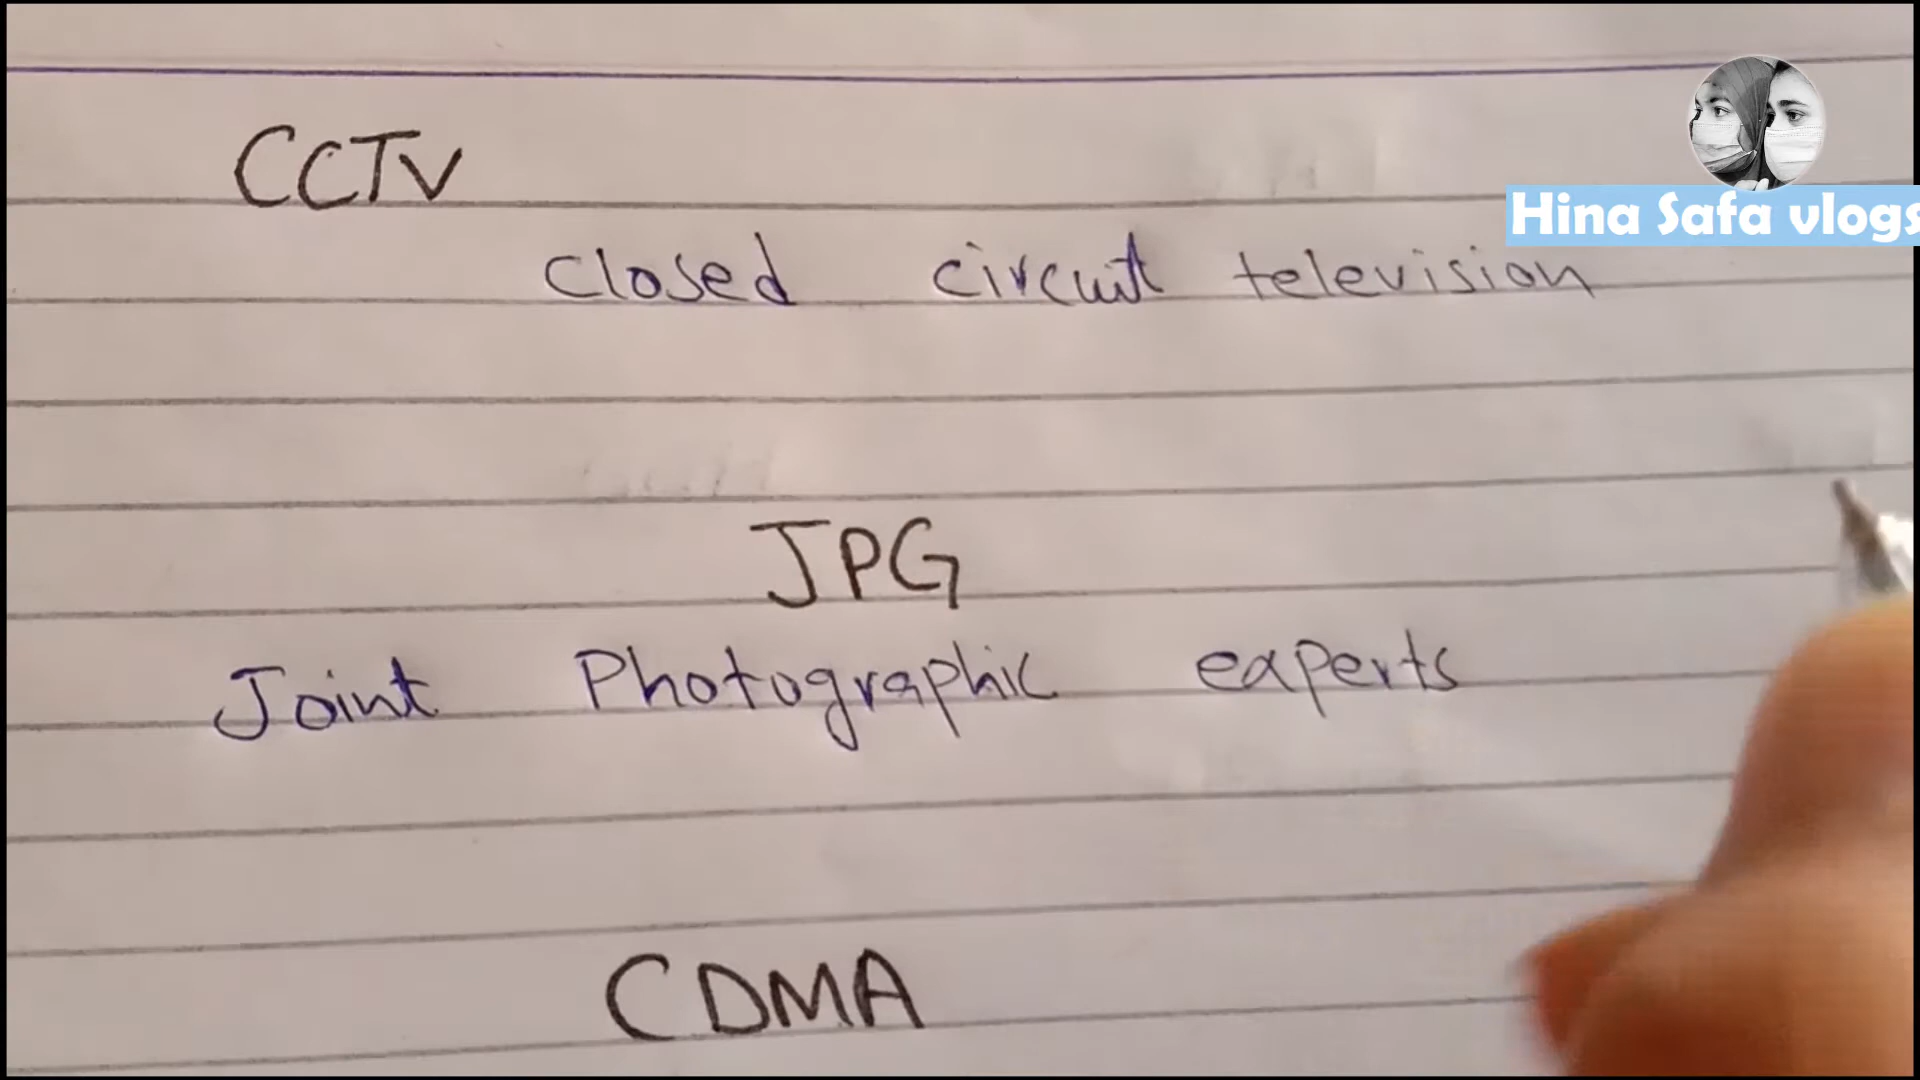 CCTV
Hina Safa vlogs
closed circuit television
JPG
Joint Photographic experts
CDMA